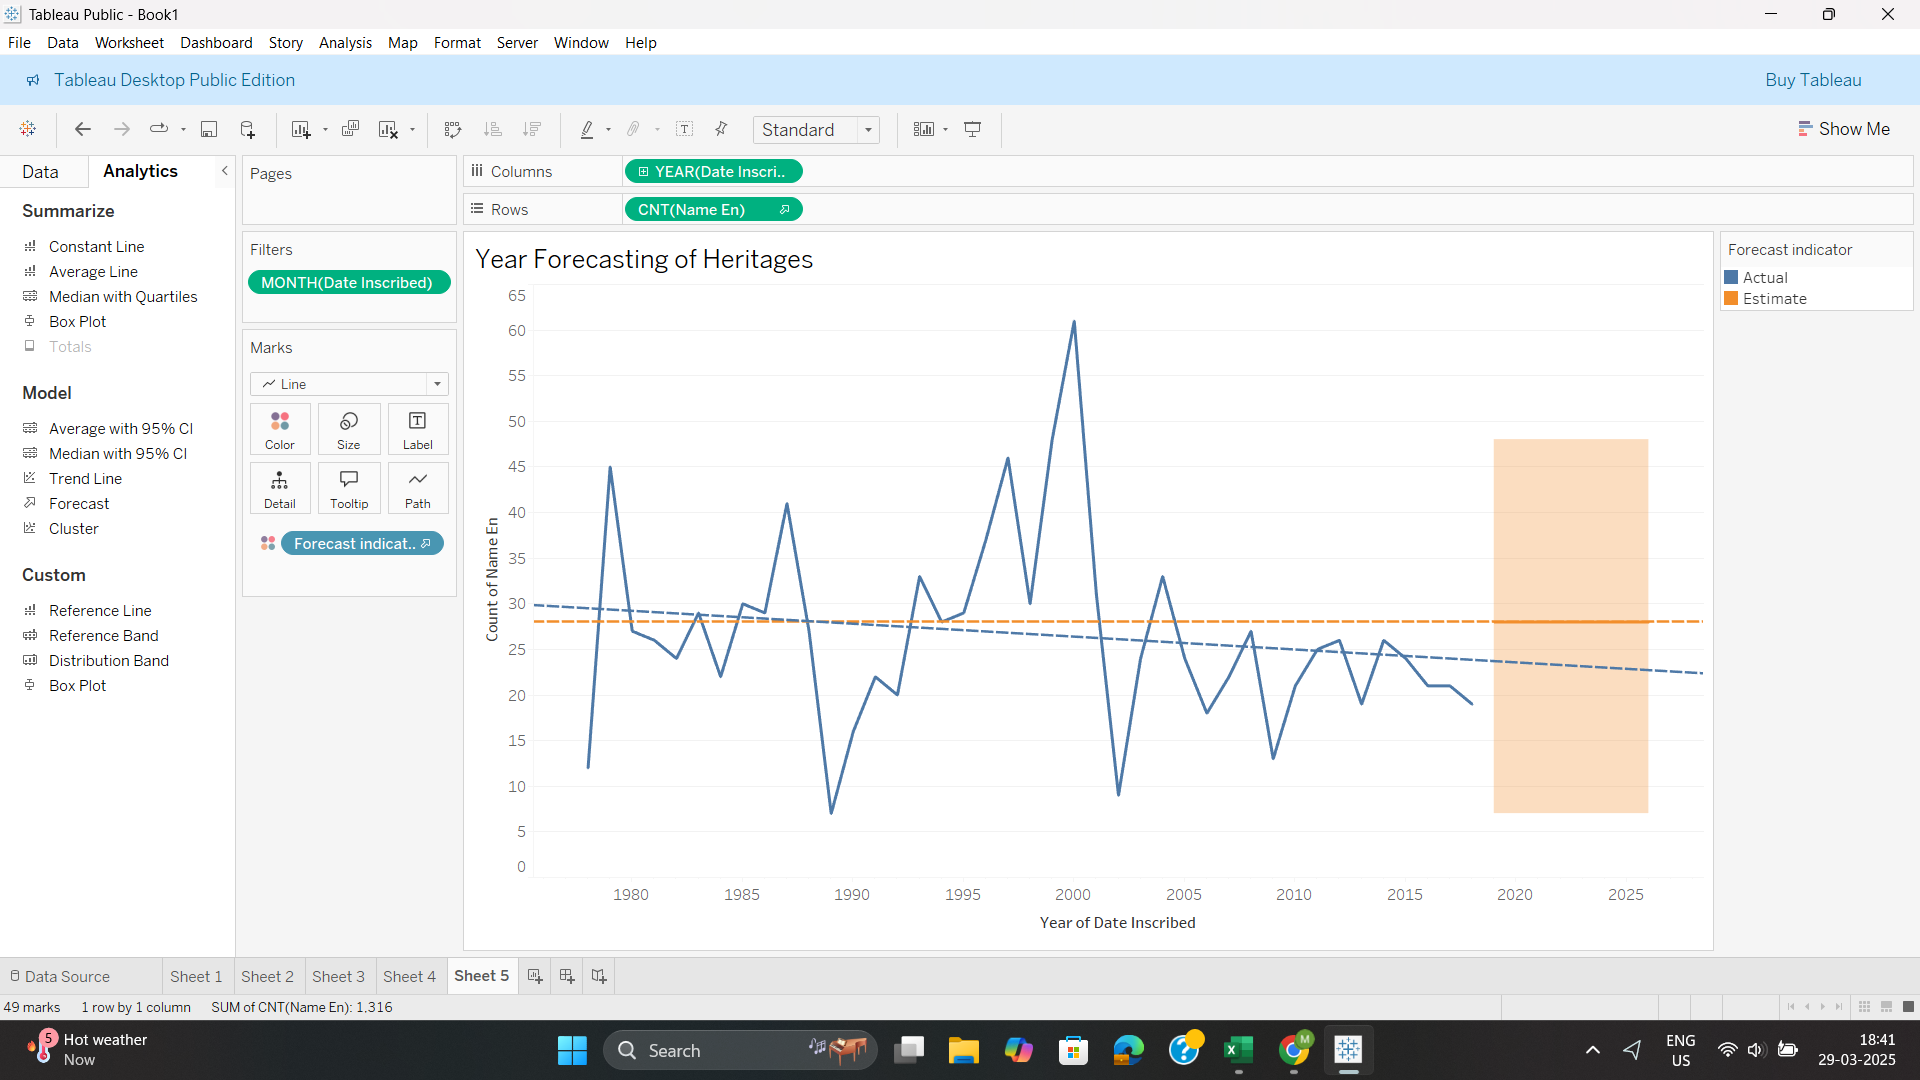 Tableau Public - Book1
File Data Worksheet Dashboard Story Analysis Map Format Server Window Help
Tableau Desktop Public Edition
Buy Tableau
Standard
Show Me
Data
Analytics
Summarize
Constant Line
Average Line
Median with Quartiles
Box Plot
Totals
Model
Average with 95% CI
Median with 95% CI
Trend Line
Forecast
Cluster
Custom
Reference Line
Reference Band
Distribution Band
Box Plot
Pages
Filters
MONTH(Date Inscribed)
Marks
Line
Color Size Label
Detail Tooltip Path
Forecast indicat..
Columns
YEAR(Date Inscri..
Rows
CNT(Name En)
Year Forecasting of Heritages
65
60
55
50
45
40
35
30
25
20
15
10
5
0
Count of Name En
1980 1985 1990 1995 2000 2005 2010 2015 2020 2025
Year of Date Inscribed
Forecast indicator
Actual
Estimate
Data Source Sheet 1 Sheet 2 Sheet 3 Sheet 4 Sheet 5
49 marks 1 row by 1 column SUM of CNT(Name En): 1,316
5
Hot weather
Now
Search
M
ENG
US
18:41
29-03-2025